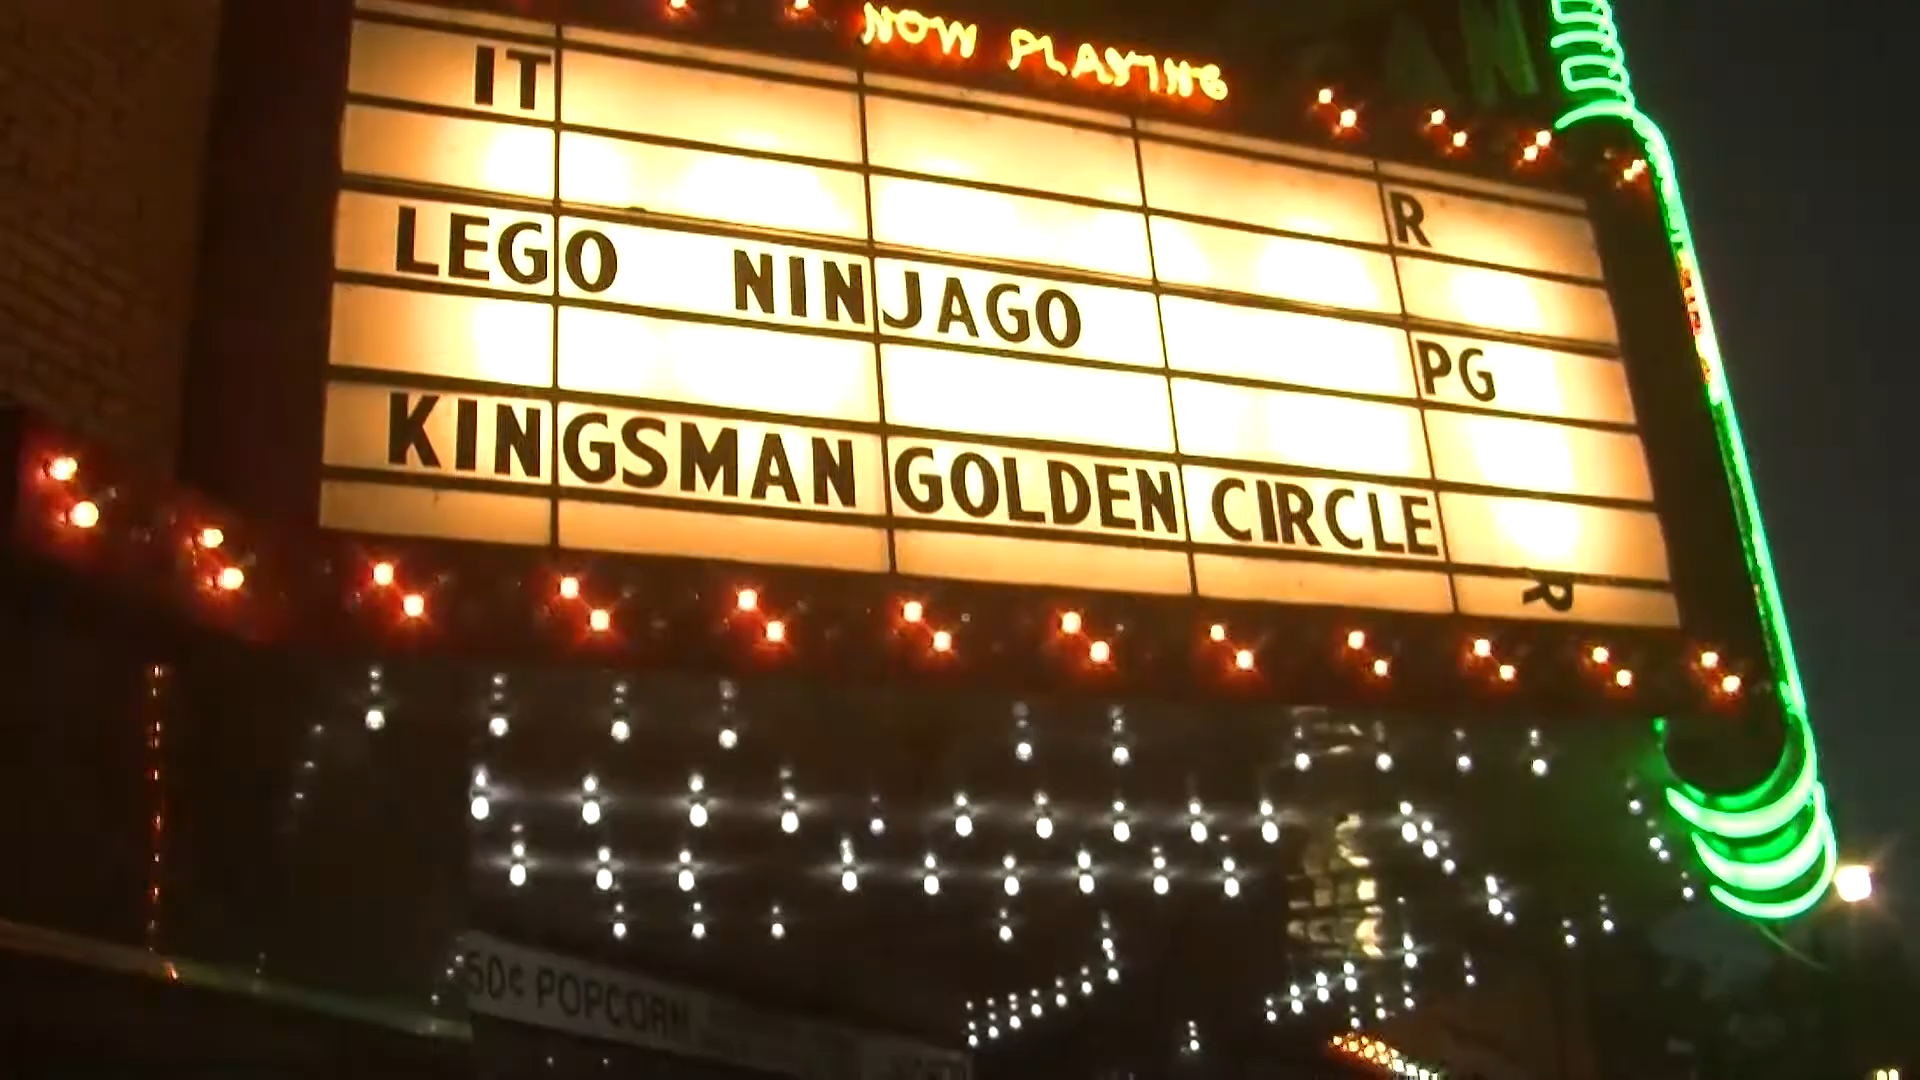 NOW PLAYING
IT R
LEGO NINJAGO PG
KINGSMAN GOLDEN CIRCLE R
50¢ POPCORN